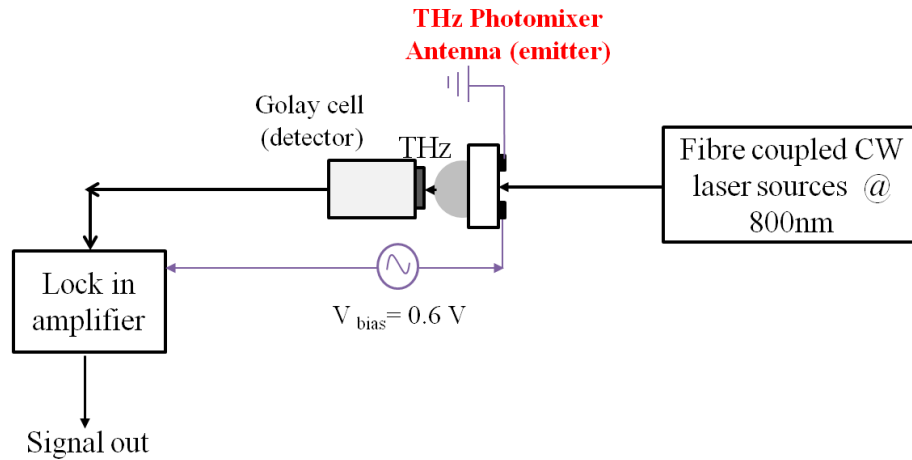 THz Photomixer
Antenna (emitter)
Golay cell
(detector)
THz
Fibre coupled CW
laser sources @
800nm
Lock in
amplifier
V bias= 0.6 V
Signal out